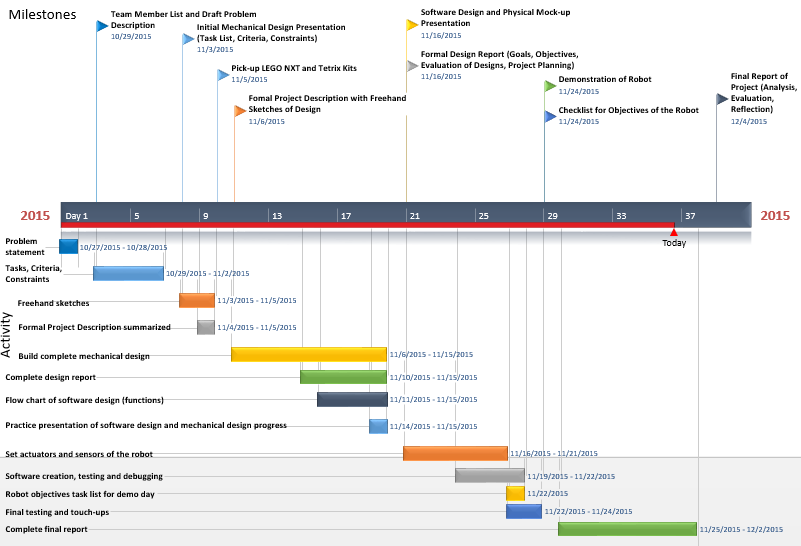 Milestones
Team Member List and Draft Problem
Description
10/29/2015
Initial Mechanical Design Presentation
(Task List, Criteria, Constraints)
11/3/2015
Pick-up LEGO NXT and Tetrix Kits
11/5/2015
Fomal Project Description with Freehand
Sketches of Design
11/6/2015
Software Design and Physical Mock-up
Presentation
11/16/2015
Formal Design Report (Goals, Objectives,
Evaluation of Designs, Project Planning)
11/16/2015
Demonstration of Robot
11/24/2015
Checklist for Objectives of the Robot
11/24/2015
Final Report of
Project (Analysis,
Evaluation,
Reflection)
12/4/2015
2015 Day 1 5 9 13 17 21 25 29 33 37 2015
Today
Activity
Problem
statement
10/27/2015 - 10/28/2015
Tasks, Criteria,
Constraints
10/29/2015 - 11/2/2015
Freehand sketches 11/3/2015 - 11/5/2015
Formal Project Description summarized 11/4/2015 - 11/5/2015
Build complete mechanical design 11/6/2015 - 11/15/2015
Complete design report 11/10/2015 - 11/15/2015
Flow chart of software design (functions) 11/11/2015 - 11/15/2015
Practice presentation of software design and mechanical design progress 11/14/2015 - 11/15/2015
Set actuators and sensors of the robot 11/16/2015 - 11/21/2015
Software creation, testing and debugging 11/19/2015 - 11/22/2015
Robot objectives task list for demo day 11/22/2015
Final testing and touch-ups 11/22/2015 - 11/24/2015
Complete final report 11/25/2015 - 12/2/2015